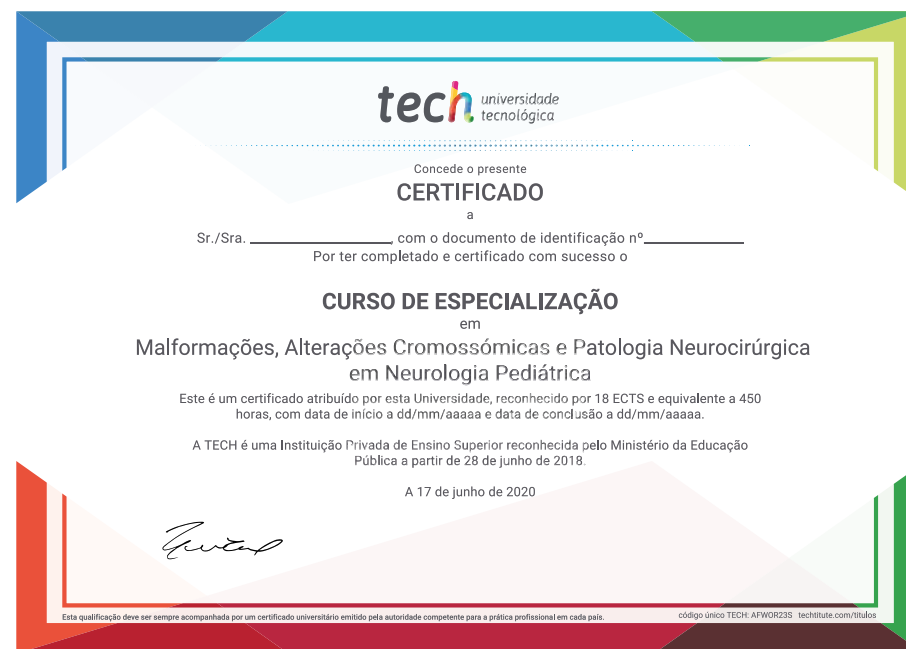 tech universidade
tecnológica
Concede o presente
CERTIFICADO
a
Sr./Sra. ____________________, com o documento de identificação nº______________
Por ter completado e certificado com sucesso o
CURSO DE ESPECIALIZAÇÃO
em
Malformações, Alterações Cromossómicas e Patologia Neurocirúrgica
em Neurologia Pediátrica
Este é um certificado atribuído por esta Universidade, reconhecido por 18 ECTS e equivalente a 450
horas, com data de início a dd/mm/aaaaa e data de conclusão a dd/mm/aaaaa.
A TECH é uma Instituição Privada de Ensino Superior reconhecida pelo Ministério da Educação
Pública a partir de 28 de junho de 2018.
A 17 de junho de 2020
Esta qualificação deve ser sempre acompanhada por um certificado universitário emitido pela autoridade competente para a prática profissional em cada país.
código único TECH: AFWOR23S techtitute.com/titulos